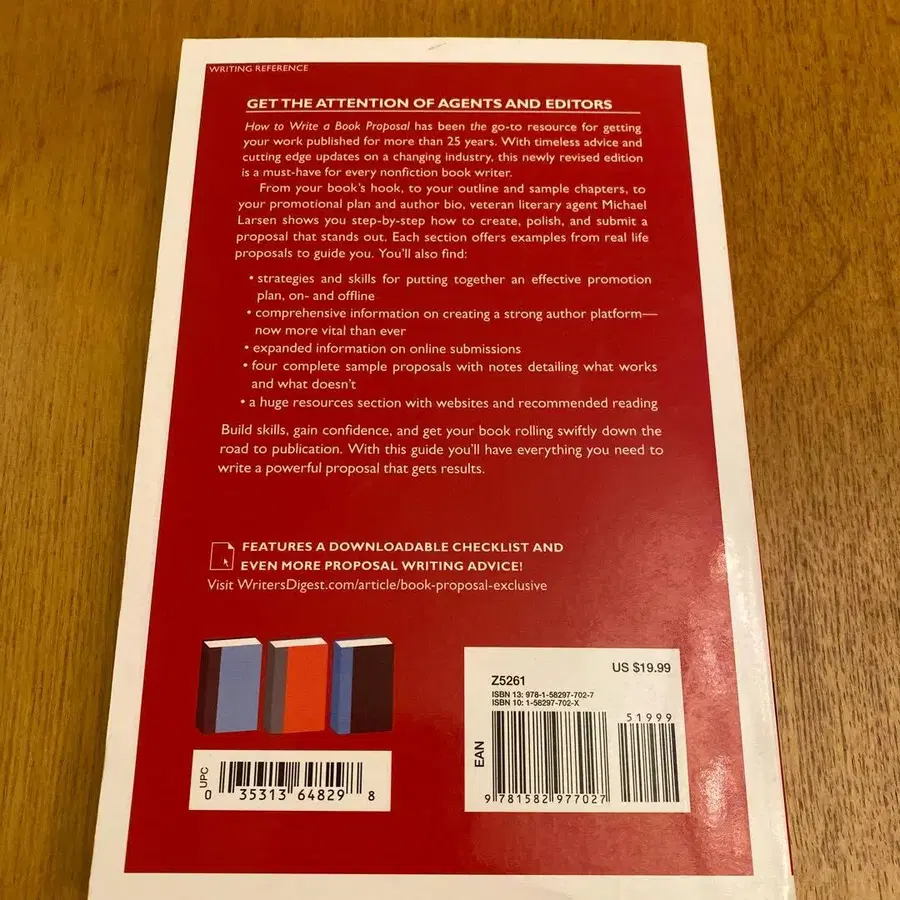 WRITING REFERENCE
GET THE ATTENTION OF AGENTS AND EDITORS
How to Write a Book Proposal has been the go-to resource for getting
your work published for more than 25 years. With timeless advice and
cutting edge updates on a changing industry, this newly revised edition
is a must-have for every nonfiction book writer.
From your book's hook, to your outline and sample chapters, to
your promotional plan and author bio, veteran literary agent Michael
Larsen shows you step-by-step how to create, polish, and submit a
proposal that stands out. Each section offers examples from real life
proposals to guide you. You'll also find:
• strategies and skills for putting together an effective promotion
plan, on- and offline
• comprehensive information on creating a strong author platform—
now more vital than ever
• expanded information on online submissions
• four complete sample proposals with notes detailing what works
and what doesn't
• a huge resources section with websites and recommended reading
Build skills, gain confidence, and get your book rolling swiftly down the
road to publication. With this guide you'll have everything you need to
write a powerful proposal that gets results.
FEATURES A DOWNLOADABLE CHECKLIST AND
EVEN MORE PROPOSAL WRITING ADVICE!
Visit WritersDigest.com/article/book-proposal-exclusive
UPC
0 35313 64829 8
US $19.99
Z5261
ISBN 13: 978-1-58297-702-7
ISBN 10: 1-58297-702-X
51999
EAN
9 781582 977027